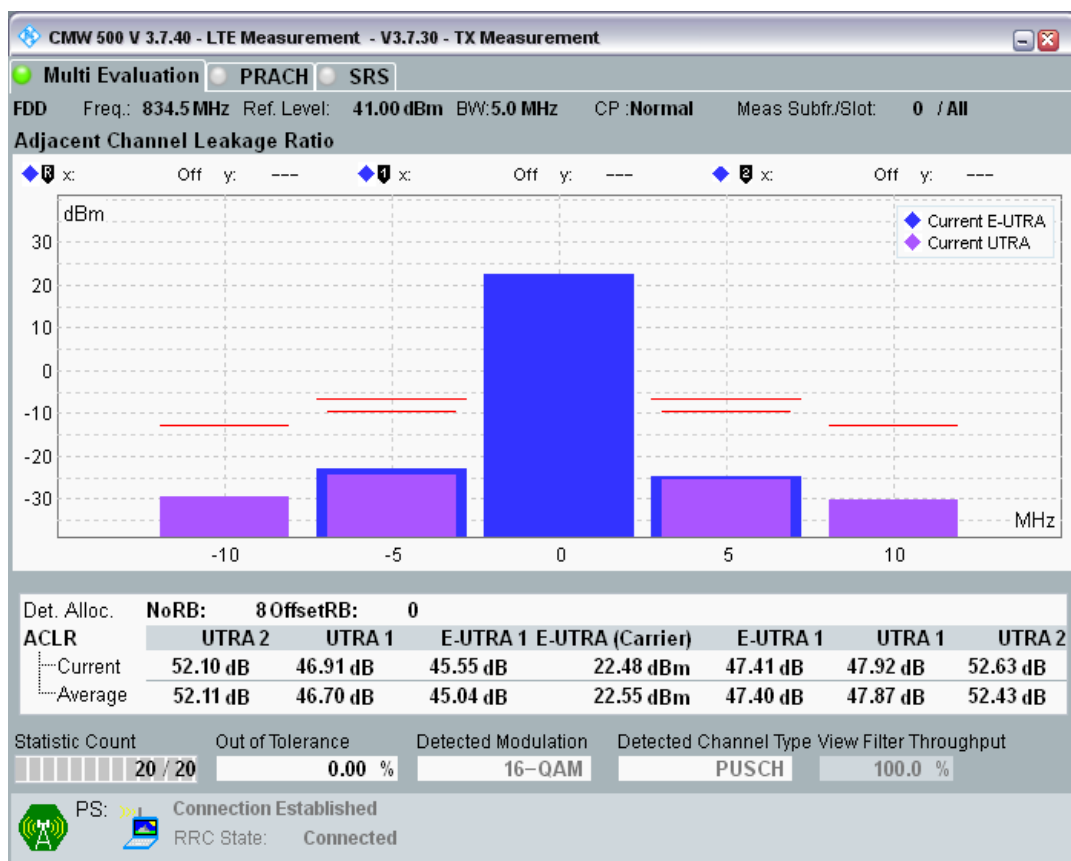 CMW 500 V 3.7.40 - LTE Measurement - V3.7.30 - TX Measurement
Multi Evaluation PRACH SRS
FDD Freq.: 834.5 MHz Ref. Level: 41.00 dBm BW:5.0 MHz CP :Normal Meas Subfr./Slot: 0 / All
Adjacent Channel Leakage Ratio
R x: Off y: --- 1 x: Off y: --- 2 x: Off y: ---
dBm
Current E-UTRA
Current UTRA
30
20
10
0
-10
-20
-30
MHz
-10 -5 0 5 10
Det. Alloc. NoRB: 8 OffsetRB: 0
ACLR UTRA 2 UTRA 1 E-UTRA 1 E-UTRA (Carrier) E-UTRA 1 UTRA 1 UTRA 2
Current 52.10 dB 46.91 dB 45.55 dB 22.48 dBm 47.41 dB 47.92 dB 52.63 dB
Average 52.11 dB 46.70 dB 45.04 dB 22.55 dBm 47.40 dB 47.87 dB 52.43 dB
Statistic Count Out of Tolerance Detected Modulation Detected Channel Type View Filter Throughput
20 / 20 0.00 % 16-QAM PUSCH 100.0 %
PS: Connection Established
RRC State: Connected